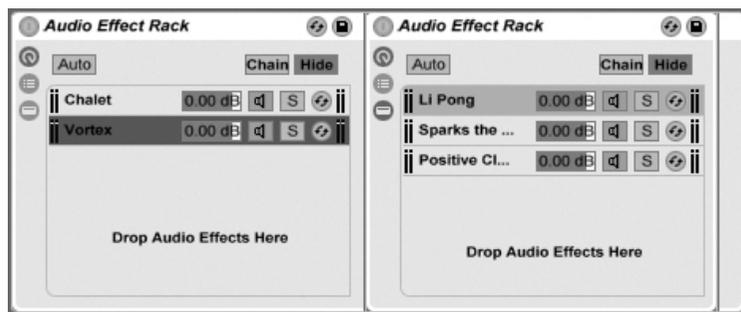 Audio Effect Rack
Auto Chain Hide
Chalet 0.00 dB S
Vortex 0.00 dB S
Drop Audio Effects Here
Audio Effect Rack
Auto Chain Hide
Li Pong 0.00 dB S
Sparks the ... 0.00 dB S
Positive Cl... 0.00 dB S
Drop Audio Effects Here